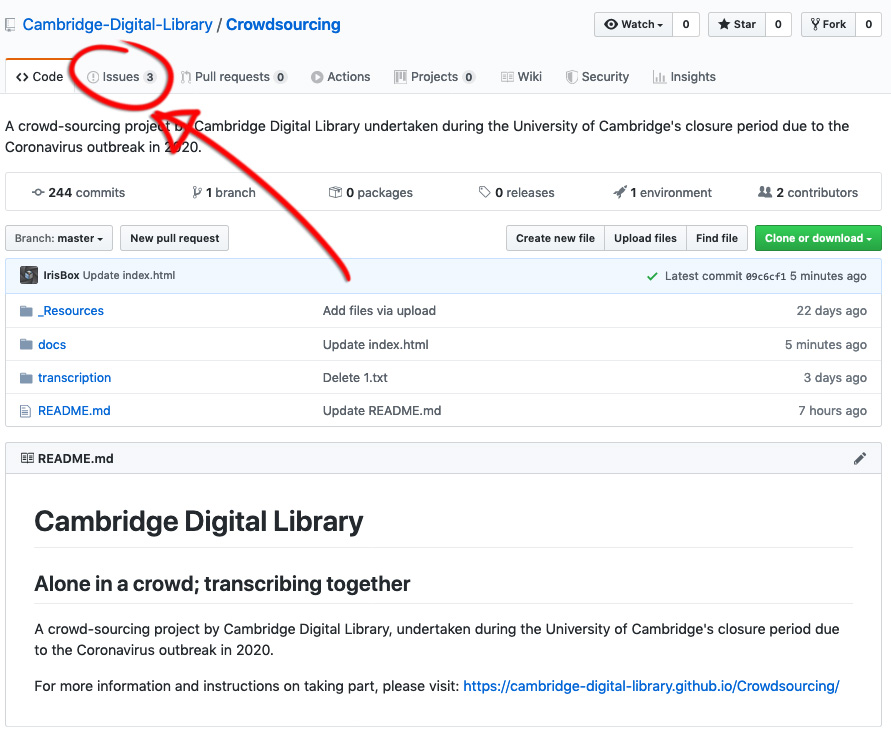 Cambridge-Digital-Library / Crowdsourcing Watch 0 Star 0 Fork 0
Code Issues 3 Pull requests 0 Actions Projects 0 Wiki Security Insights
A crowd-sourcing project by Cambridge Digital Library undertaken during the University of Cambridge's closure period due to the
Coronavirus outbreak in 2020.
244 commits 1 branch 0 packages 0 releases 1 environment 2 contributors
Branch: master New pull request Create new file Upload files Find file Clone or download
IrisBox Update index.html Latest commit 09c6cf1 5 minutes ago
_Resources Add files via upload 22 days ago
docs Update index.html 5 minutes ago
transcription Delete 1.txt 3 days ago
README.md Update README.md 7 hours ago
README.md
Cambridge Digital Library
Alone in a crowd; transcribing together
A crowd-sourcing project by Cambridge Digital Library, undertaken during the University of Cambridge's closure period due
to the Coronavirus outbreak in 2020.
For more information and instructions on taking part, please visit: https://cambridge-digital-library.github.io/Crowdsourcing/